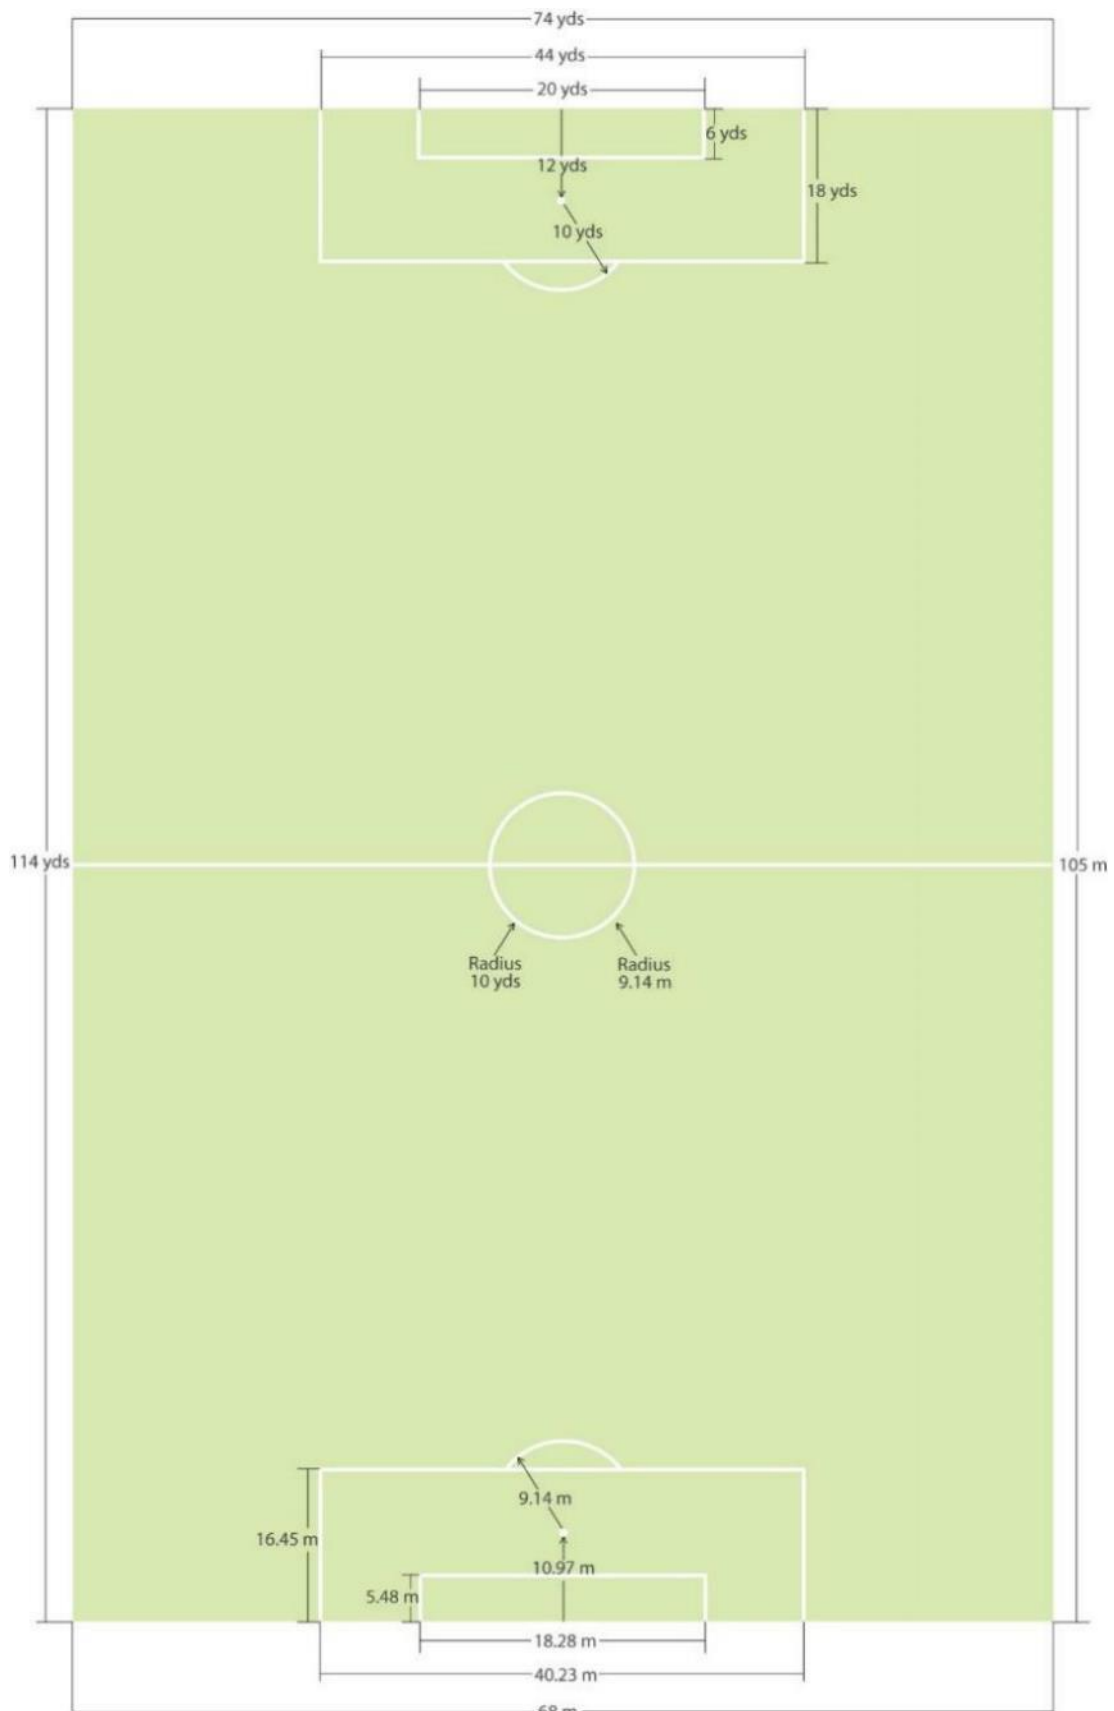 74 yds
44 yds
20 yds
6 yds
12 yds
18 yds
10 yds
114 yds
105 m
Radius
10 yds
Radius
9.14 m
9.14 m
16.45 m
10.97 m
5.48 m
18.28 m
40.23 m
68 m